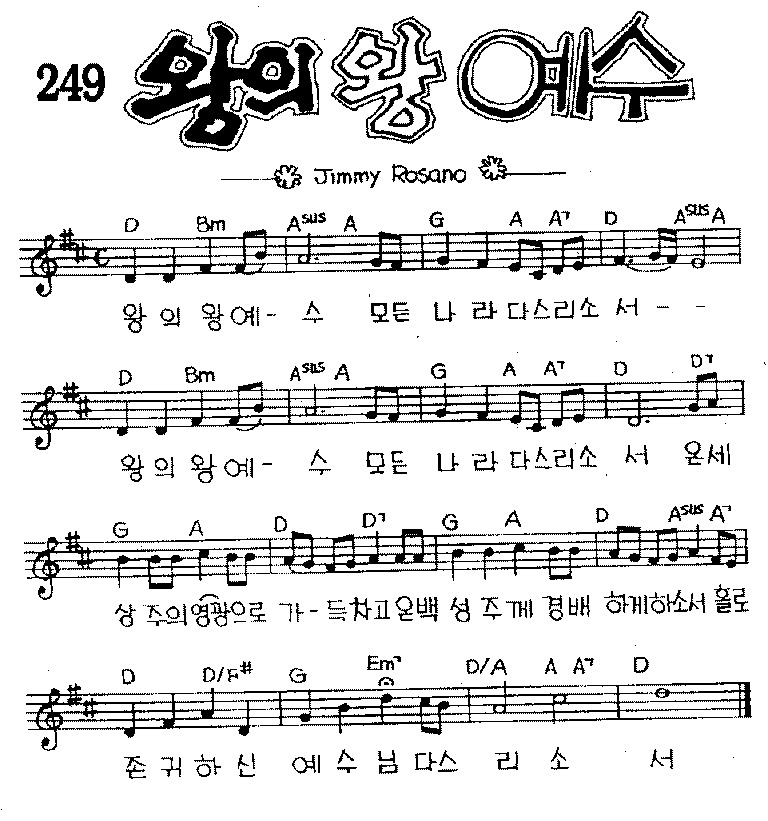 249 왕의 왕 예수
Jimmy Rosano
D Bm Asus A G A A7 D Asus A
왕 의 왕 예- 수 모든 나 라 다스리소 서 - -
D Bm Asus A G A A7 D D7
왕 의 왕 예- 수 모든 나 라 다스리소 서 온세
G A D D7 G A D Asus A7
상 주의영광으로 가-득차고온백 성 주께 경배 하게하소서 홀로
D D/F# G Em7 D/A A A7 D
존 귀 하 신 예 수 님 다스 리 소 서